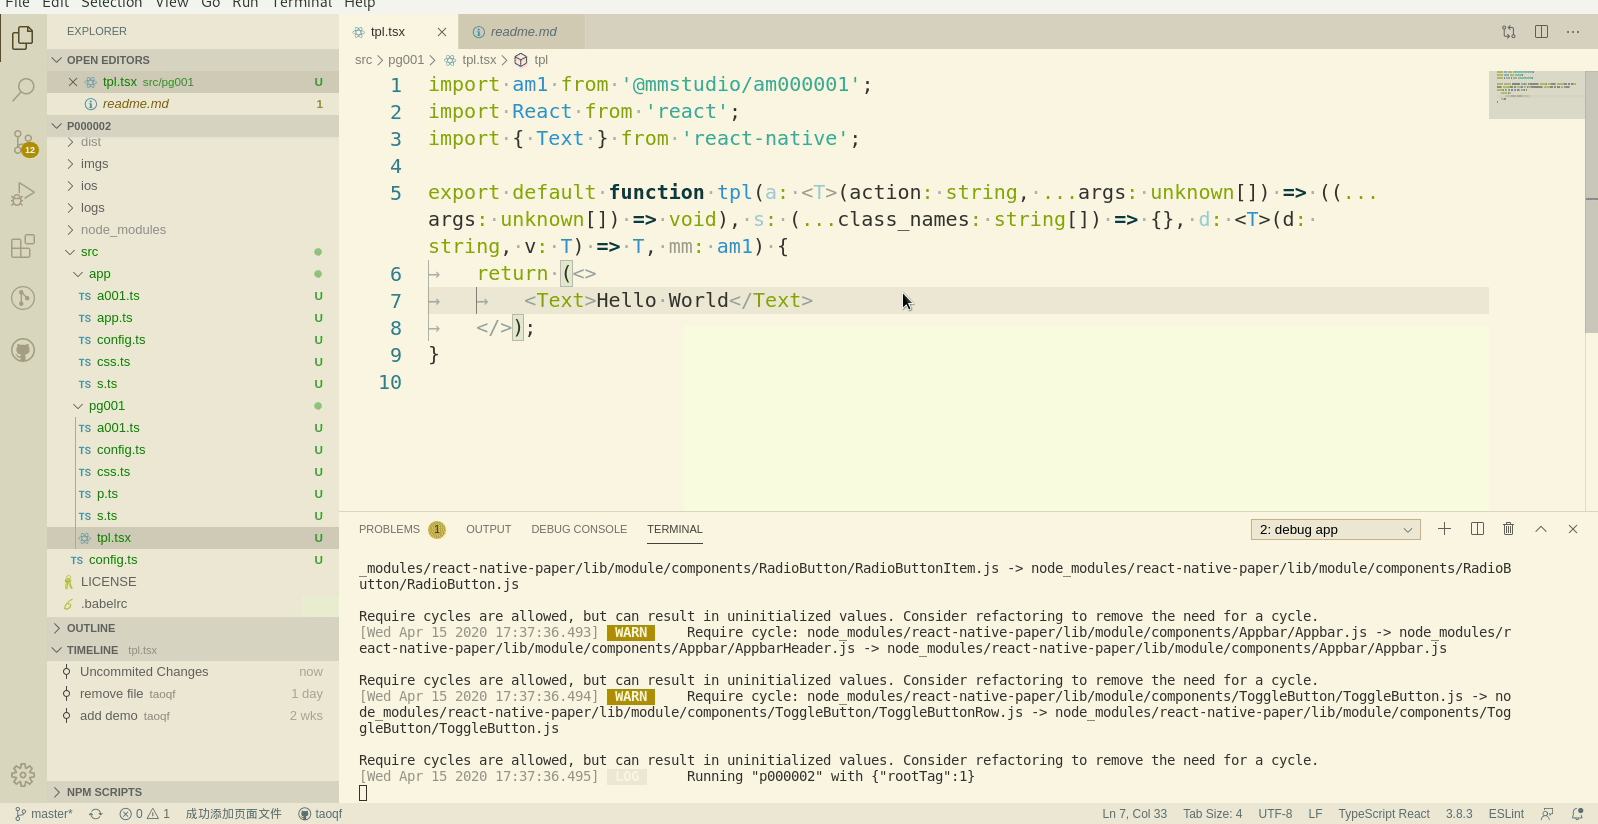 File Edit Selection View Go Run Terminal Help
EXPLORER
OPEN EDITORS
tpl.tsx src/pg001 U
readme.md 1
P000002
dist
imgs
ios
logs
node_modules
src
app
TS a001.ts U
TS app.ts U
TS config.ts U
TS css.ts U
TS s.ts U
pg001
TS a001.ts U
TS config.ts U
TS css.ts U
TS p.ts U
TS s.ts U
tpl.tsx U
TS config.ts U
LICENSE
.babelrc
OUTLINE
TIMELINE tpl.tsx
Uncommited Changes now
remove file taoqf 1 day
add demo taoqf 2 wks
NPM SCRIPTS
12
tpl.tsx readme.md
src > pg001 > tpl.tsx > tpl
1 import am1 from '@mmstudio/am000001';
2 import React from 'react';
3 import { Text } from 'react-native';
4
5 export default function tpl(a: <T>(action: string, ...args: unknown[]) => ((...
args: unknown[]) => void), s: (...class_names: string[]) => {}, d: <T>(d:
string, v: T) => T, mm: am1) {
6 return (<>
7 <Text>Hello World</Text>
8 </>);
9 }
10
PROBLEMS 1 OUTPUT DEBUG CONSOLE TERMINAL 2: debug app
_modules/react-native-paper/lib/module/components/RadioButton/RadioButtonItem.js -> node_modules/react-native-paper/lib/module/components/RadioB
utton/RadioButton.js
Require cycles are allowed, but can result in uninitialized values. Consider refactoring to remove the need for a cycle.
[Wed Apr 15 2020 17:37:36.493] WARN Require cycle: node_modules/react-native-paper/lib/module/components/Appbar/Appbar.js -> node_modules/r
eact-native-paper/lib/module/components/Appbar/AppbarHeader.js -> node_modules/react-native-paper/lib/module/components/Appbar/Appbar.js
Require cycles are allowed, but can result in uninitialized values. Consider refactoring to remove the need for a cycle.
[Wed Apr 15 2020 17:37:36.494] WARN Require cycle: node_modules/react-native-paper/lib/module/components/ToggleButton/ToggleButton.js -> no
de_modules/react-native-paper/lib/module/components/ToggleButton/ToggleButtonRow.js -> node_modules/react-native-paper/lib/module/components/Tog
gleButton/ToggleButton.js
Require cycles are allowed, but can result in uninitialized values. Consider refactoring to remove the need for a cycle.
[Wed Apr 15 2020 17:37:36.495] LOG Running "p000002" with {"rootTag":1}
master* 0 1 成功添加页面文件 taoqf Ln 7, Col 33 Tab Size: 4 UTF-8 LF TypeScript React 3.8.3 ESLint